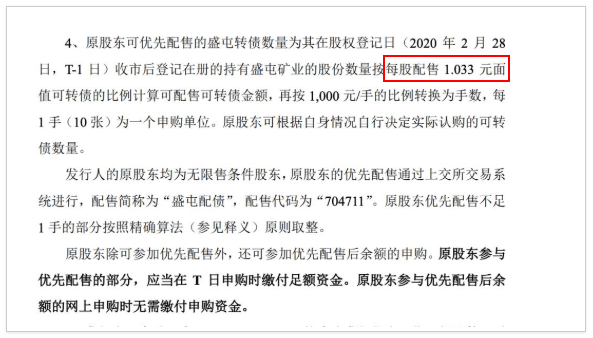 4、原股东可优先配售的盛屯转债数量为其在股权登记日（2020 年 2 月 28
日，T-1 日）收市后登记在册的持有盛屯矿业的股份数量按每股配售 1.033 元面
值可转债的比例计算可配售可转债金额，再按 1,000 元/手的比例转换为手数，每
1 手（10 张）为一个申购单位。原股东可根据自身情况自行决定实际认购的可转
债数量。
发行人的原股东均为无限售条件股东，原股东的优先配售通过上交所交易系
统进行，配售简称为“盛屯配债”，配售代码为“704711”。原股东优先配售不足
1 手的部分按照精确算法（参见释义）原则取整。
原股东除可参加优先配售外，还可参加优先配售后余额的申购。原股东参与
优先配售的部分，应当在 T 日申购时缴付足额资金。原股东参与优先配售后余
额的网上申购时无需缴付申购资金。